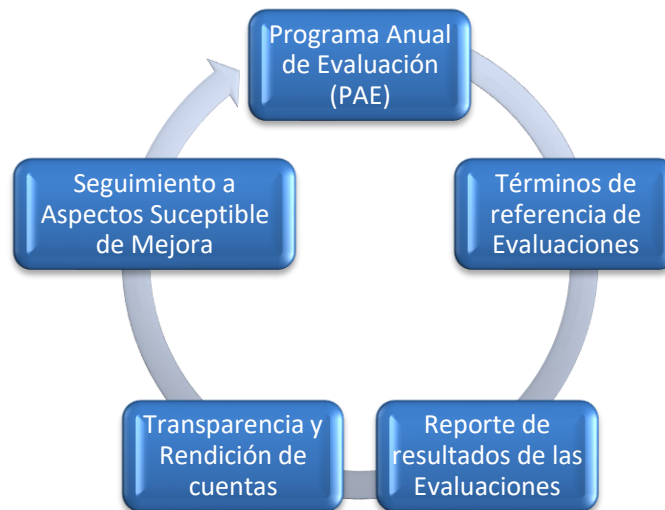 Programa Anual
de Evaluación
(PAE)
Términos de
referencia de
Evaluaciones
Reporte de
resultados de las
Evaluaciones
Transparencia y
Rendición de
cuentas
Seguimiento a
Aspectos Suceptible
de Mejora